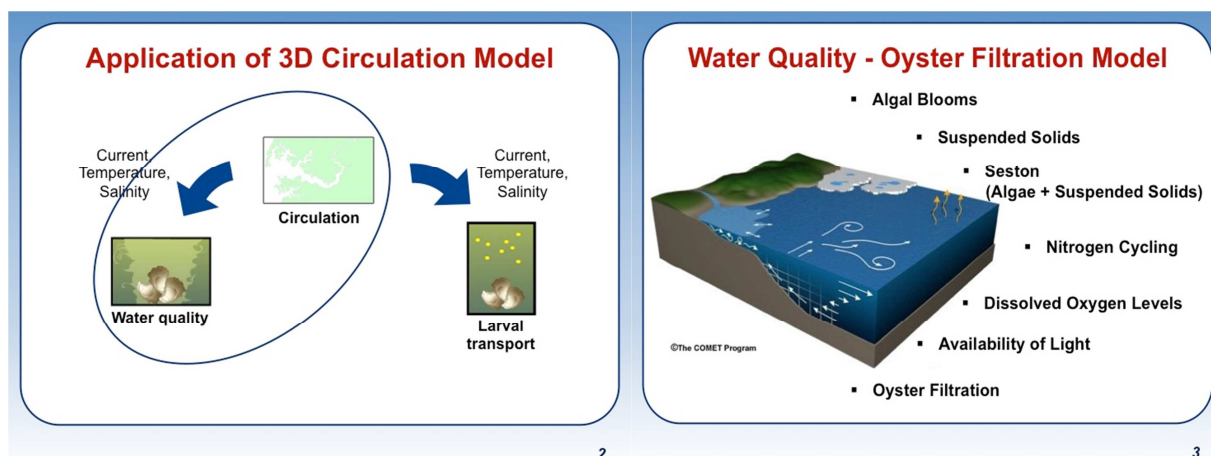 Application of 3D Circulation Model
Current,
Temperature,
Salinity
Circulation
Current,
Temperature,
Salinity
Water quality
Larval
transport
2
Water Quality - Oyster Filtration Model
▪ Algal Blooms
▪ Suspended Solids
▪ Seston
(Algae + Suspended Solids)
▪ Nitrogen Cycling
▪ Dissolved Oxygen Levels
▪ Availability of Light
▪ Oyster Filtration
©The COMET Program
3